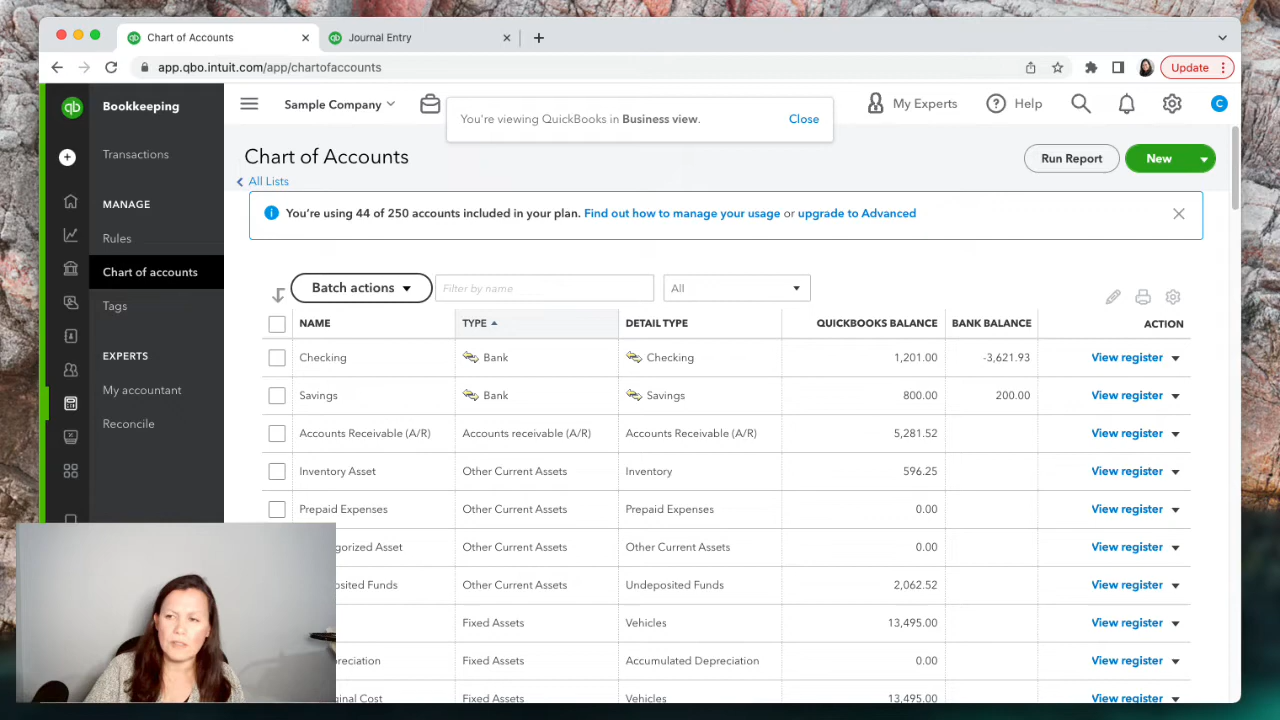 Chart of Accounts
Journal Entry
app.qbo.intuit.com/app/chartofaccounts
Update
qb
Bookkeeping
Sample Company
You're viewing QuickBooks in Business view.
Close
My Experts
Help
C
Transactions
MANAGE
Rules
Chart of accounts
Tags
EXPERTS
My accountant
Reconcile
Chart of Accounts
All Lists
Run Report
New
You're using 44 of 250 accounts included in your plan. Find out how to manage your usage or upgrade to Advanced
Batch actions
Filter by name
All
NAME TYPE DETAIL TYPE QUICKBOOKS BALANCE BANK BALANCE ACTION
Checking Bank Checking 1,201.00 -3,621.93 View register
Savings Bank Savings 800.00 200.00 View register
Accounts Receivable (A/R) Accounts receivable (A/R) Accounts Receivable (A/R) 5,281.52 View register
Inventory Asset Other Current Assets Inventory 596.25 View register
Prepaid Expenses Other Current Assets Prepaid Expenses 0.00 View register
Asset Other Current Assets Other Current Assets 0.00 View register
Funds Other Current Assets Undeposited Funds 2,062.52 View register
Fixed Assets Vehicles 13,495.00 View register
Fixed Assets Accumulated Depreciation 0.00 View register
Cost Fixed Assets Vehicles 13,495.00 View register